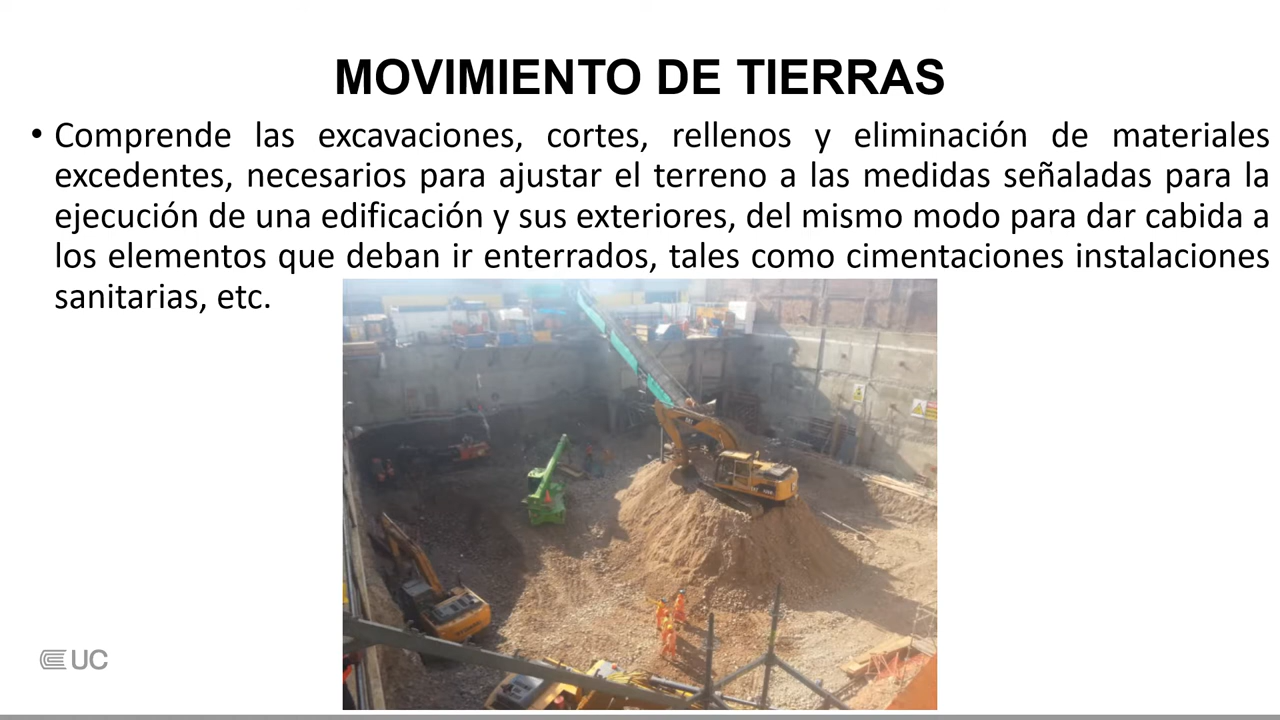 MOVIMIENTO DE TIERRAS
• Comprende las excavaciones, cortes, rellenos y eliminación de materiales
excedentes, necesarios para ajustar el terreno a las medidas señaladas para la
ejecución de una edificación y sus exteriores, del mismo modo para dar cabida a
los elementos que deban ir enterrados, tales como cimentaciones instalaciones
sanitarias, etc.
UC